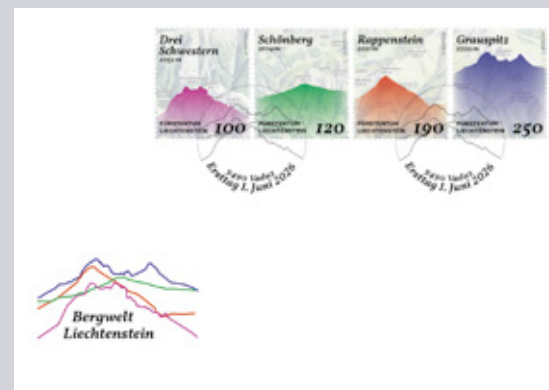 Drei
Schwestern
FÜRSTENTUM
LIECHTENSTEIN
100
Schönberg
FÜRSTENTUM
LIECHTENSTEIN
120
Rappenstein
FÜRSTENTUM
LIECHTENSTEIN
190
Grauspitz
FÜRSTENTUM
LIECHTENSTEIN
250
9490 Vaduz
Ersttag 1. Juni 2026
9490 Vaduz
Ersttag 1. Juni 2026
Bergwelt
Liechtenstein